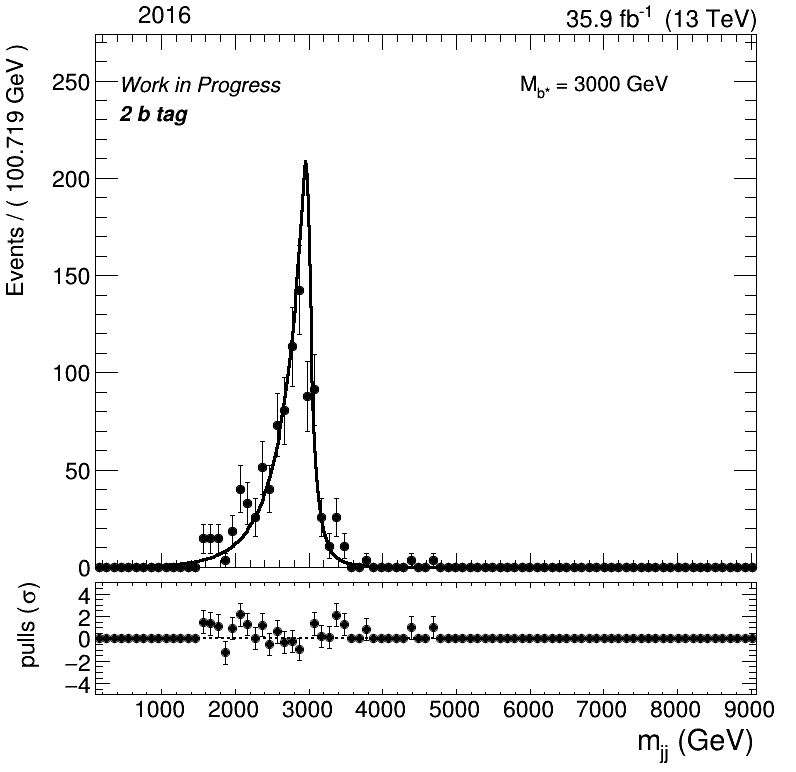 2016
35.9 fb⁻¹ (13 TeV)
Events / ( 100.719 GeV )
250
200
150
100
50
0
Work in Progress
2 b tag
M_b* = 3000 GeV
pulls (σ)
4
2
0
−2
−4
1000 2000 3000 4000 5000 6000 7000 8000 9000
m_jj (GeV)